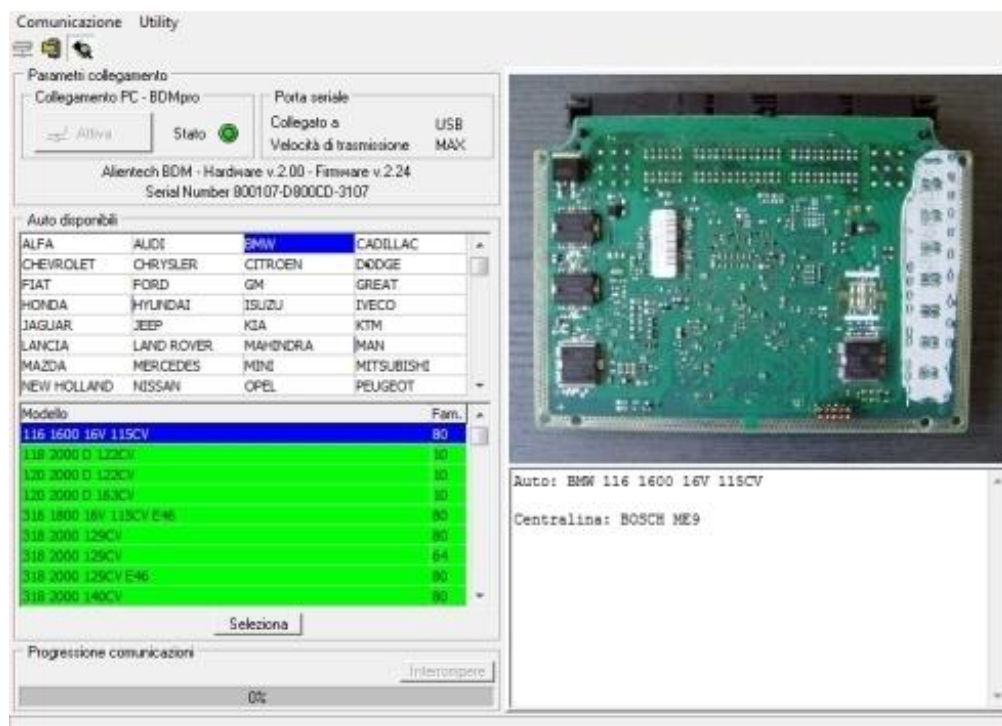 Comunicazione Utility
Parametri collegamento
Collegamento PC - BDMpro
Attiva
Stato
Porta seriale
Collegato a USB
Velocità di trasmissione MAX
Alientech BDM - Hardware v.2.00 - Firmware v.2.24
Serial Number 800107-D800CD-3107
Auto disponibili
ALFA AUDI BMW CADILLAC
CHEVROLET CHRYSLER CITROEN DODGE
FIAT FORD GM GREAT
HONDA HYUNDAI ISUZU IVECO
JAGUAR JEEP KIA KTM
LANCIA LAND ROVER MAHINDRA MAN
MAZDA MERCEDES MINI MITSUBISHI
NEW HOLLAND NISSAN OPEL PEUGEOT
Modello Fam.
116 1600 16V 115CV 80
118 2000 D 122CV 10
120 2000 D 122CV 10
120 2000 D 163CV 10
316 1800 16V 115CV E46 80
318 2000 129CV 80
318 2000 129CV 64
318 2000 129CV E46 80
318 2000 140CV 80
Seleziona
Progressione comunicazioni
Interrompere
0%
Auto: BMW 116 1600 16V 115CV
Centralina: BOSCH ME9